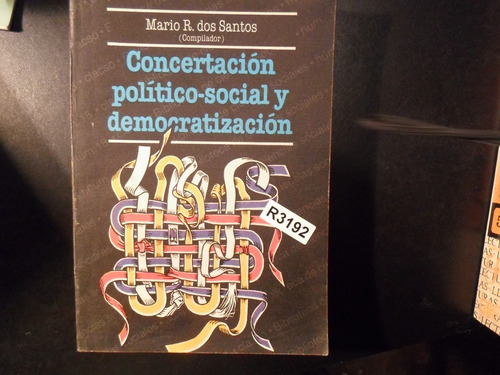 Mario R. dos Santos
(Compilador)
Concertación
político-social y
democratización
R3192